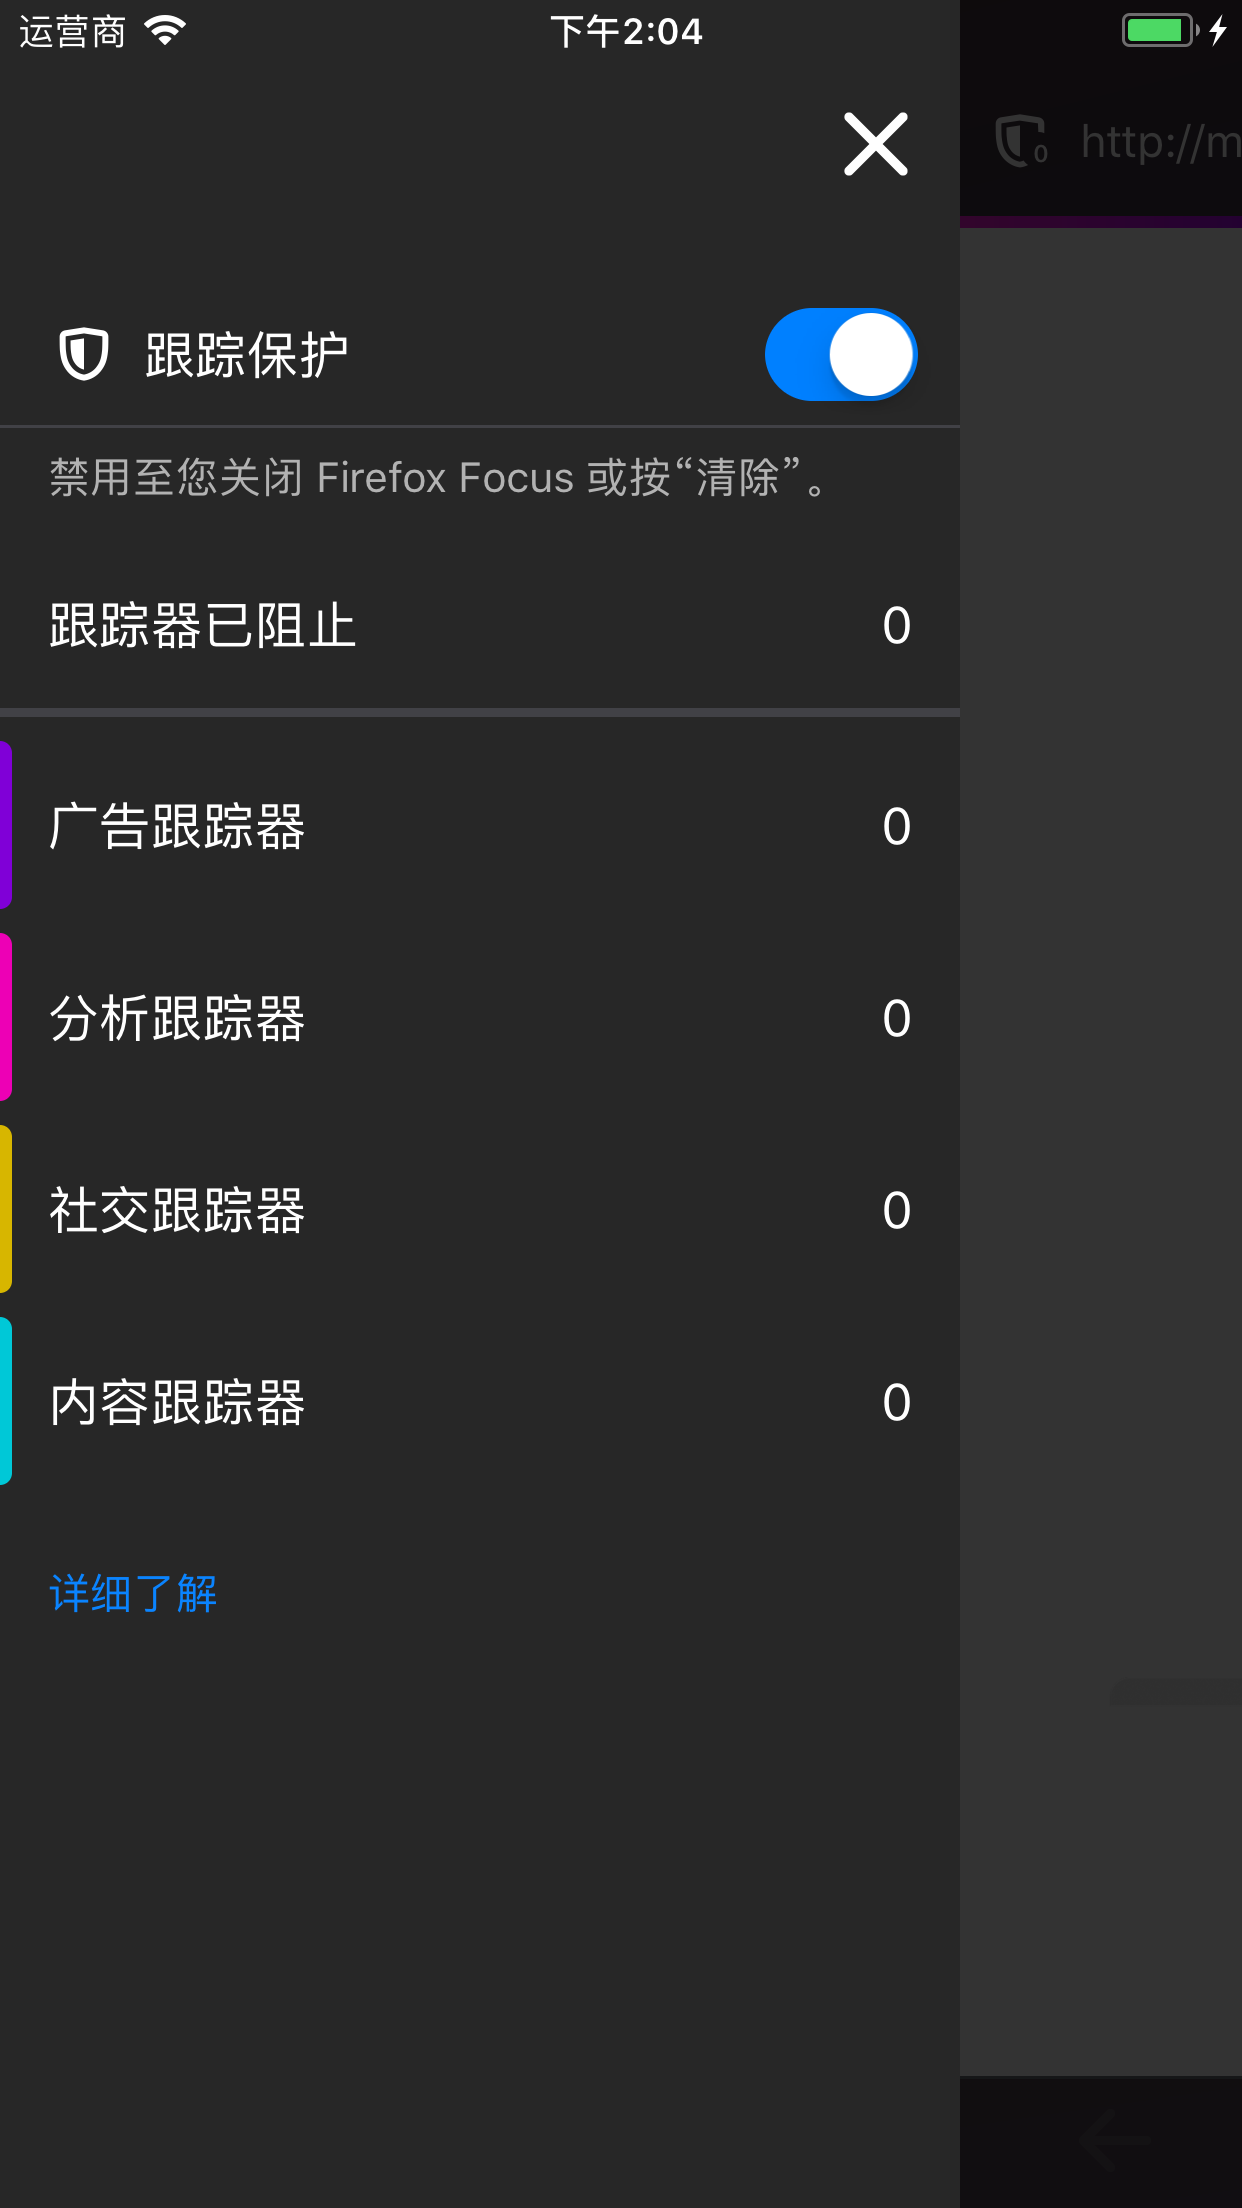 运营商 下午2:04
0 http://m
跟踪保护
禁用至您关闭 Firefox Focus 或按“清除”。
跟踪器已阻止 0
广告跟踪器 0
分析跟踪器 0
社交跟踪器 0
内容跟踪器 0
详细了解